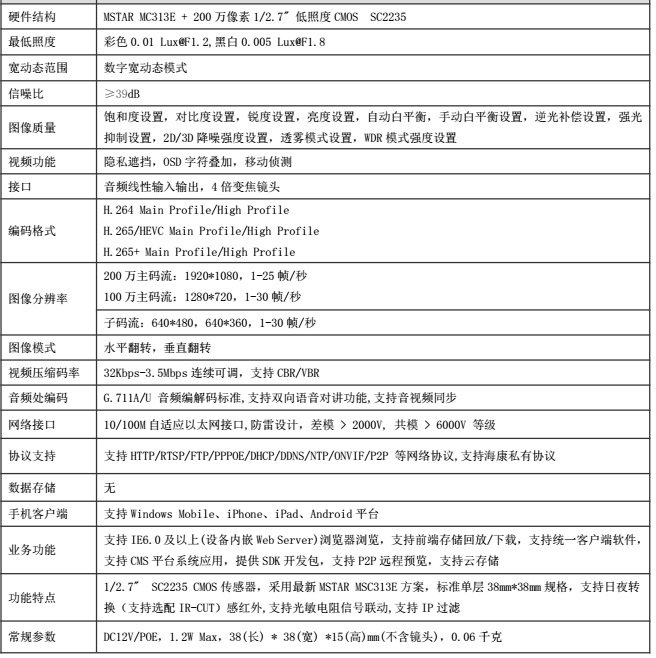 硬件结构
MSTAR MC313E + 200 万像素 1/2.7″ 低照度 CMOS SC2235
最低照度
彩色 0.01 Lux@F1.2,黑白 0.005 Lux@F1.8
宽动态范围
数字宽动态模式
信噪比
≥39dB
图像质量
饱和度设置，对比度设置，锐度设置，亮度设置，自动白平衡，手动白平衡设置，逆光补偿设置，强光
抑制设置，2D/3D 降噪强度设置，透雾模式设置，WDR 模式强度设置
视频功能
隐私遮挡，OSD 字符叠加，移动侦测
接口
音频线性输入输出，4 倍变焦镜头
编码格式
H.264 Main Profile/High Profile
H.265/HEVC Main Profile/High Profile
H.265+ Main Profile/High Profile
图像分辨率
200 万主码流：1920*1080，1-25 帧/秒
100 万主码流：1280*720，1-30 帧/秒
子码流：640*480，640*360，1-30 帧/秒
图像模式
水平翻转，垂直翻转
视频压缩码率
32Kbps-3.5Mbps 连续可调，支持 CBR/VBR
音频处编码
G.711A/U 音频编解码标准,支持双向语音对讲功能,支持音视频同步
网络接口
10/100M 自适应以太网接口,防雷设计，差模 > 2000V, 共模 > 6000V 等级
协议支持
支持 HTTP/RTSP/FTP/PPPOE/DHCP/DDNS/NTP/ONVIF/P2P 等网络协议,支持海康私有协议
数据存储
无
手机客户端
支持 Windows Mobile、iPhone、iPad、Android 平台
业务功能
支持 IE6.0 及以上(设备内嵌 Web Server)浏览器浏览，支持前端存储回放/下载，支持统一客户端软件，
支持 CMS 平台系统应用，提供 SDK 开发包，支持 P2P 远程预览，支持云存储
功能特点
1/2.7″ SC2235 CMOS 传感器，采用最新 MSTAR MSC313E 方案，标准单层 38mm*38mm 规格，支持日夜转
换（支持选配 IR-CUT）感红外,支持光敏电阻信号联动,支持 IP 过滤
常规参数
DC12V/POE，1.2W Max，38(长) * 38(宽) *15(高)mm(不含镜头)，0.06 千克